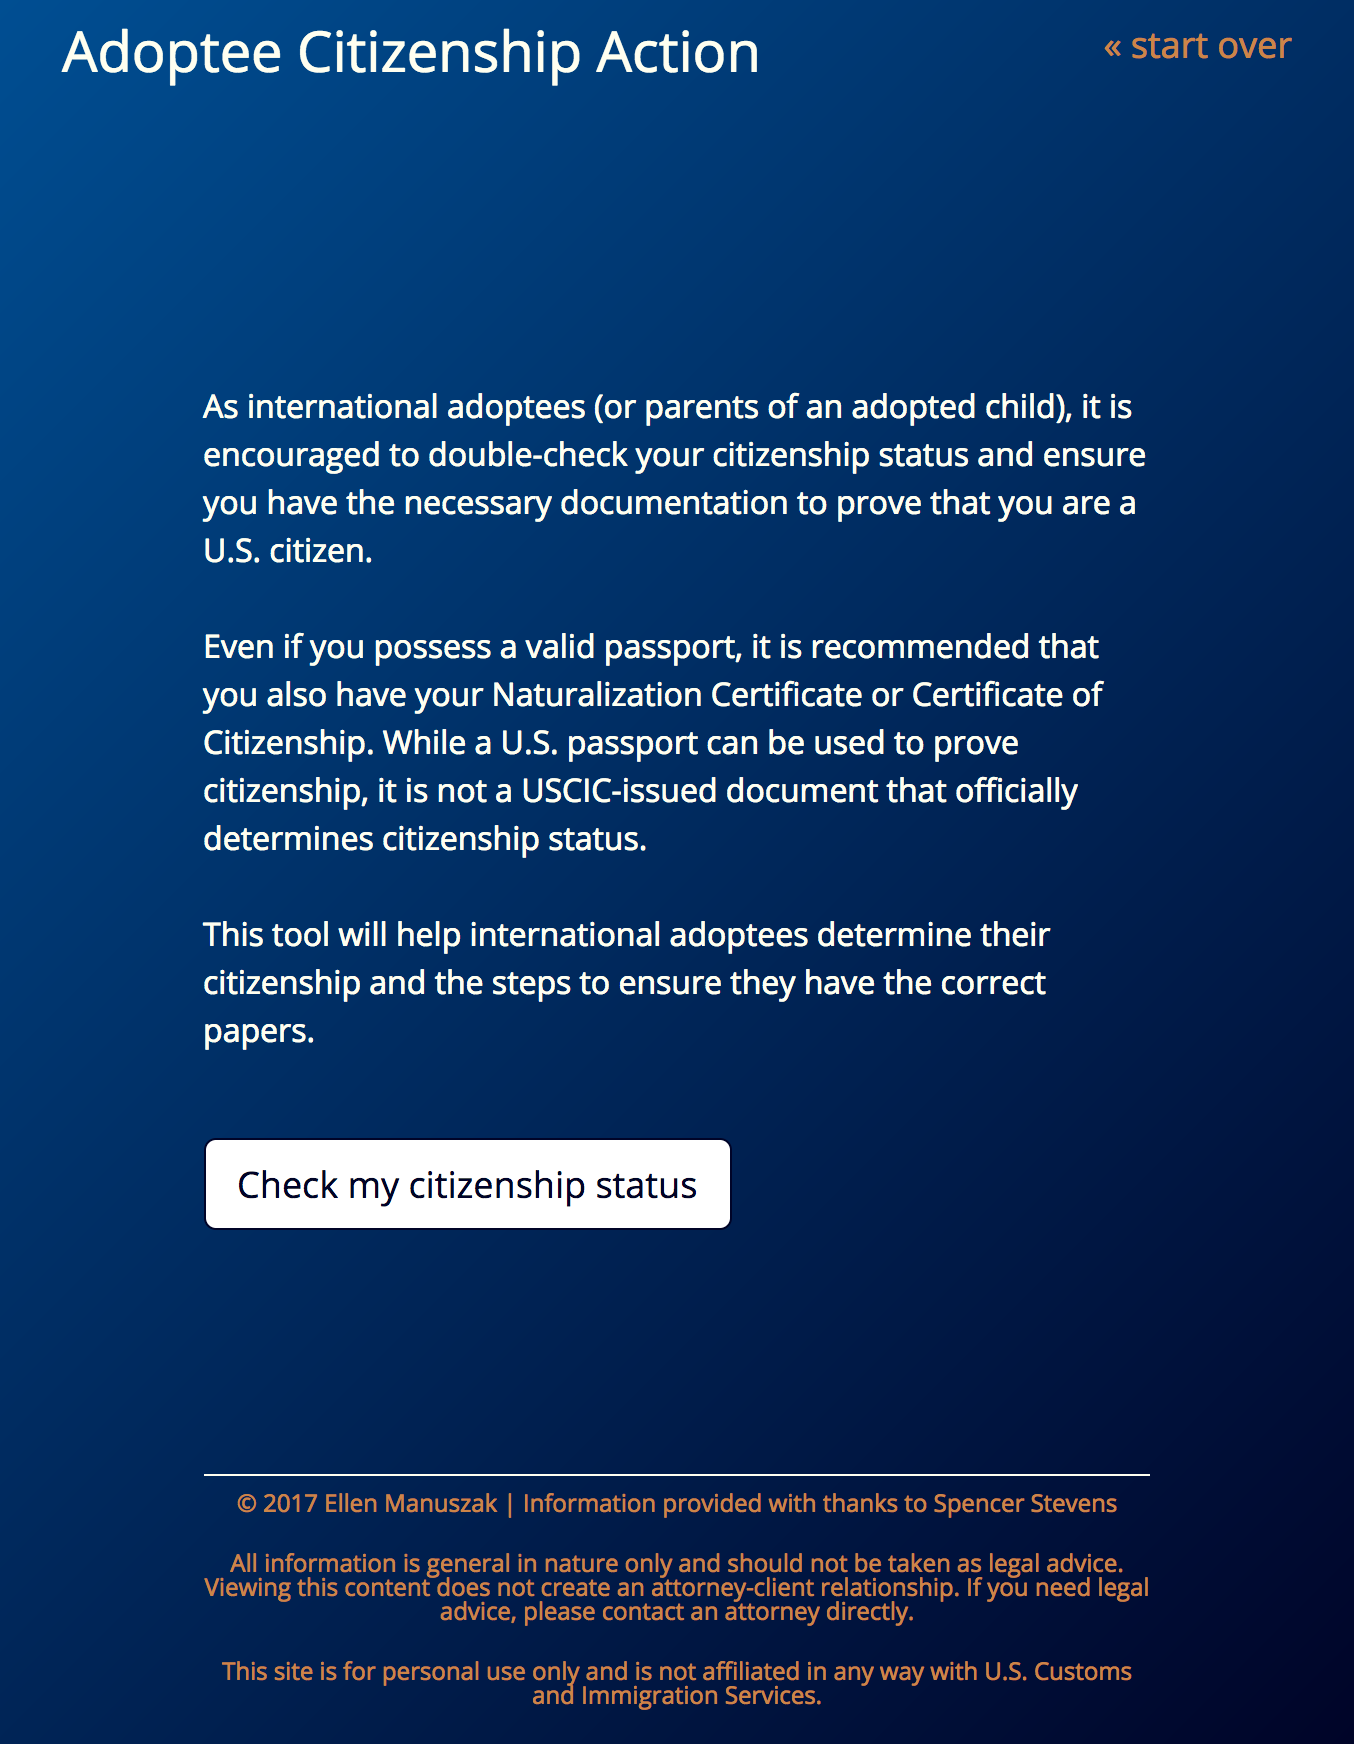 Adoptee Citizenship Action
« start over
As international adoptees (or parents of an adopted child), it is
encouraged to double-check your citizenship status and ensure
you have the necessary documentation to prove that you are a
U.S. citizen.
Even if you possess a valid passport, it is recommended that
you also have your Naturalization Certificate or Certificate of
Citizenship. While a U.S. passport can be used to prove
citizenship, it is not a USCIC-issued document that officially
determines citizenship status.
This tool will help international adoptees determine their
citizenship and the steps to ensure they have the correct
papers.
Check my citizenship status
© 2017 Ellen Manuszak | Information provided with thanks to Spencer Stevens
All information is general in nature only and should not be taken as legal advice.
Viewing this content does not create an attorney-client relationship. If you need legal
advice, please contact an attorney directly.
This site is for personal use only and is not affiliated in any way with U.S. Customs
and Immigration Services.